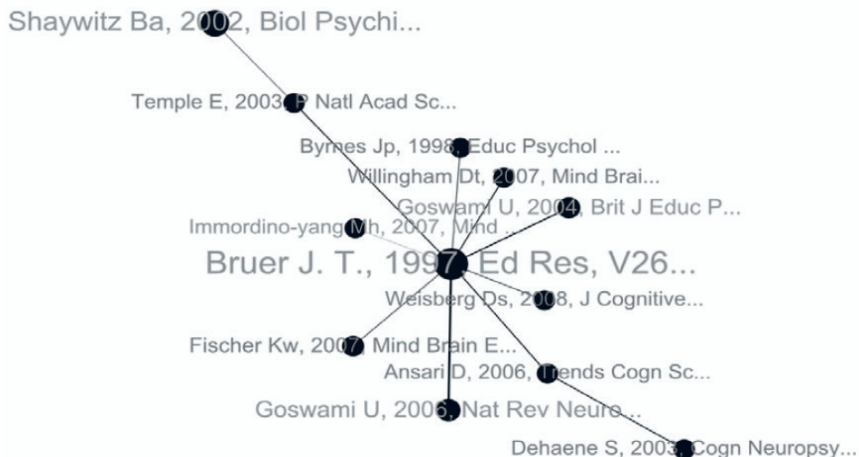 Shaywitz Ba, 2002, Biol Psychi...
Temple E, 2003, P Natl Acad Sc...
Byrnes Jp, 1998, Educ Psychol ...
Willingham Dt, 2007, Mind Brai...
Goswami U, 2004, Brit J Educ P...
Immordino-yang Mh, 2007, Mind ...
Bruer J. T., 1997, Ed Res, V26...
Weisberg Ds, 2008, J Cognitive...
Fischer Kw, 2007, Mind Brain E...
Ansari D, 2006, Trends Cogn Sc...
Goswami U, 2006, Nat Rev Neuro...
Dehaene S, 2003, Cogn Neuropsy...